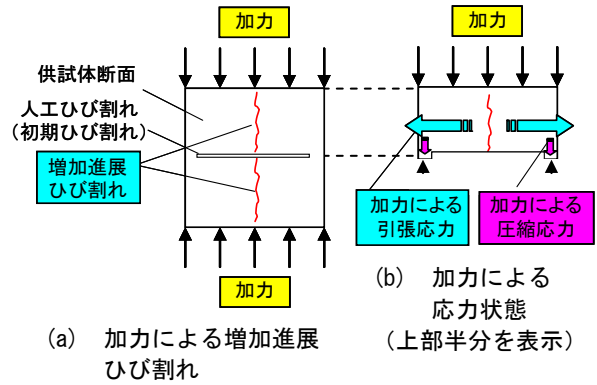 加力
供試体断面
人工ひび割れ
（初期ひび割れ）
増加進展
ひび割れ
加力
(a) 加力による増加進展
ひび割れ
加力
加力による
引張応力
加力による
圧縮応力
(b) 加力による
応力状態
（上部半分を表示）